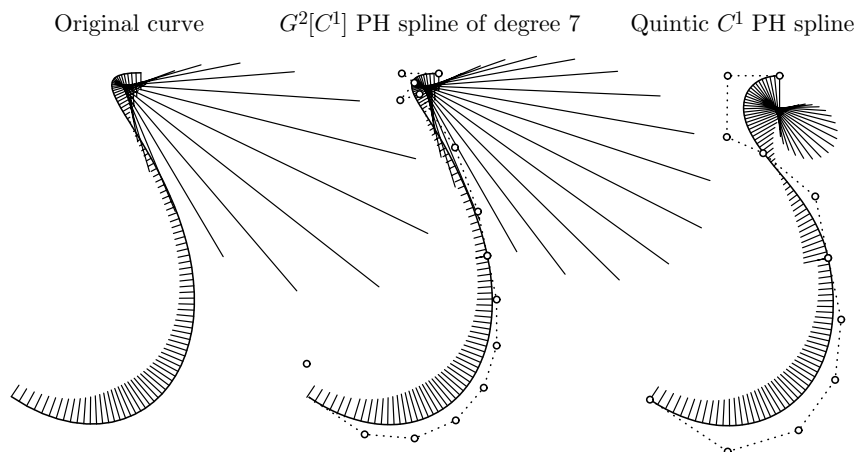 Original curve
G²[C¹] PH spline of degree 7
Quintic C¹ PH spline